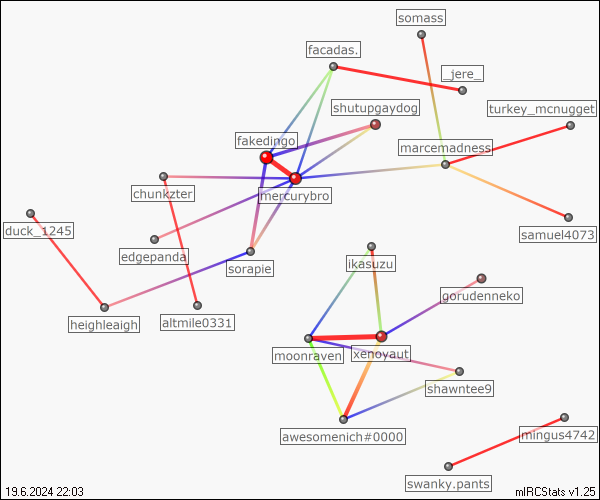 somass
facadas.
_jere_
shutupgaydog
turkey_mcnugget
fakedingo
marcemadness
chunkzter
mercurybro
duck_1245
samuel4073
edgepanda
sorapie
ikasuzu
gorudenneko
heighleaigh
altmile0331
moonraven
xenoyaut
shawntee9
awesomenich#0000
mingus4742
swanky.pants
19.6.2024 22:03
mIRCStats v1.25